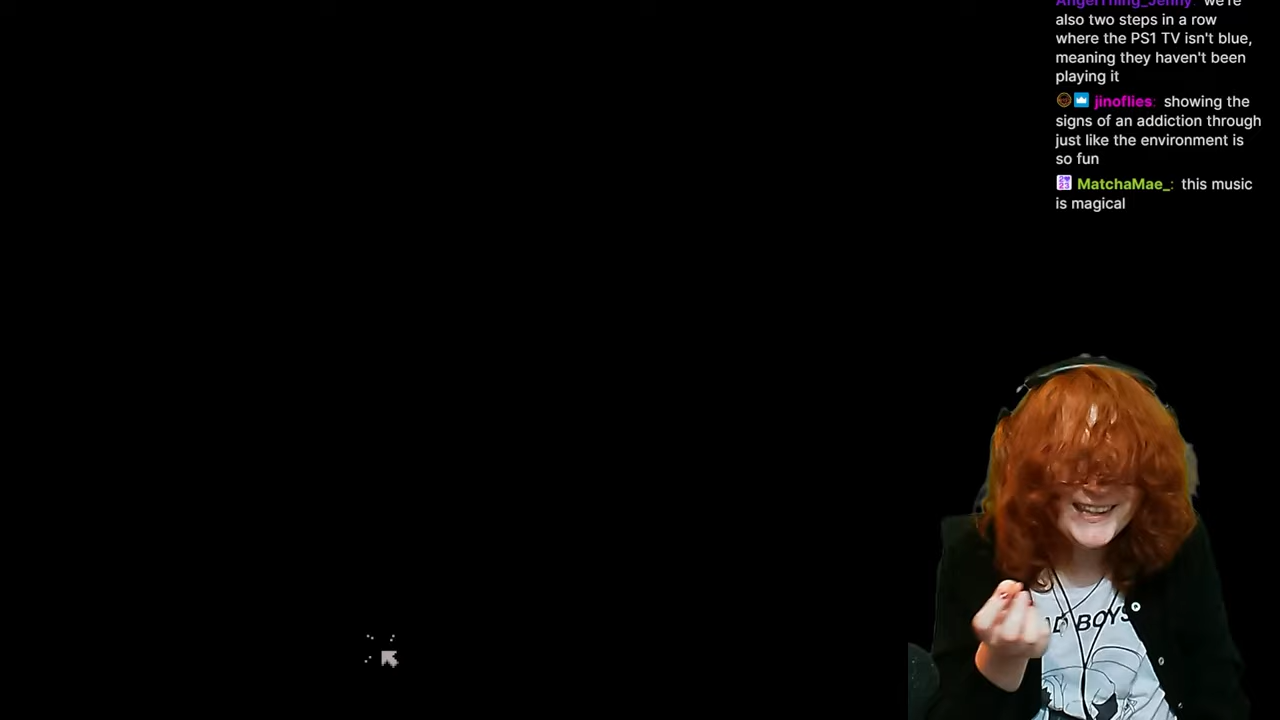 AngerThing_Jenny: we're
also two steps in a row
where the PS1 TV isn't blue,
meaning they haven't been
playing it
jinoflies: showing the
signs of an addiction through
just like the environment is
so fun
MatchaMae_: this music
is magical
BOYS